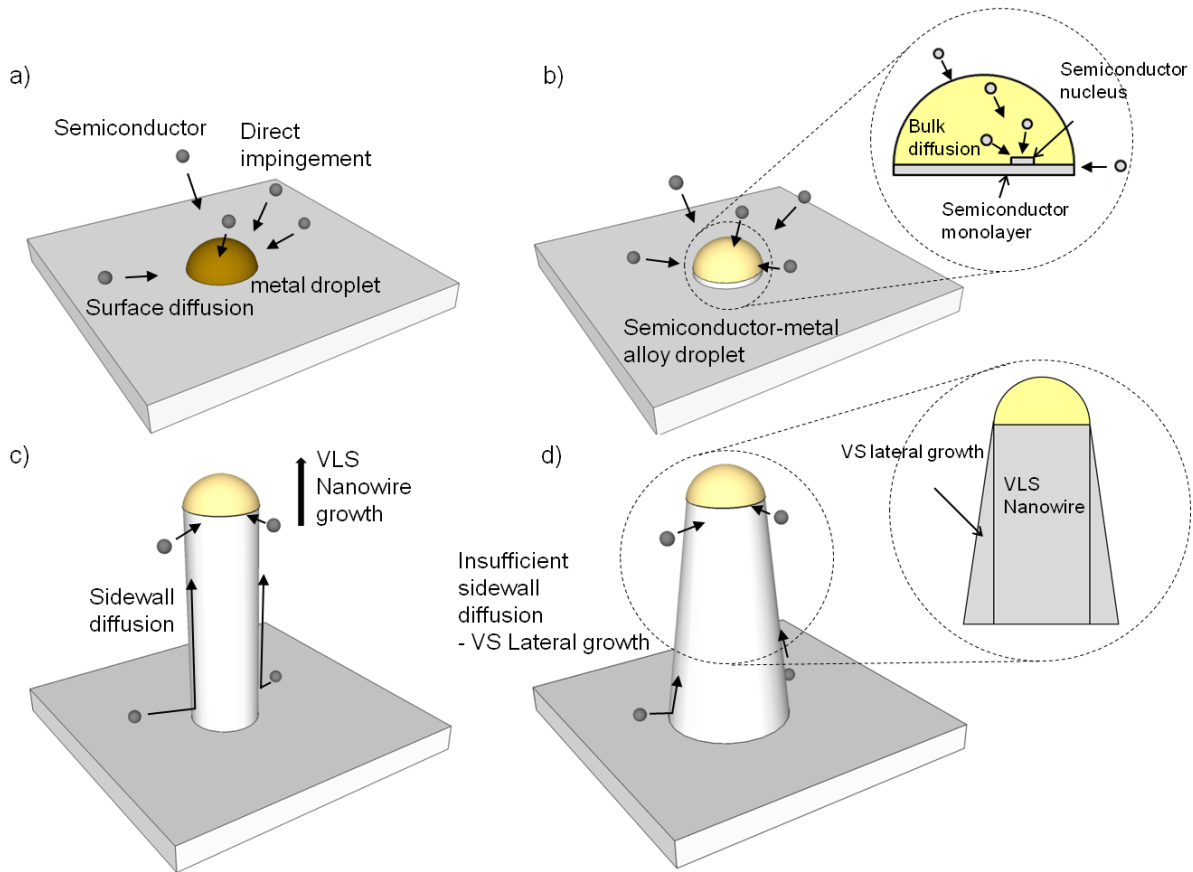 a)
Semiconductor
Direct
impingement
metal droplet
Surface diffusion
b)
Semiconductor
nucleus
Bulk
diffusion
Semiconductor
monolayer
Semiconductor-metal
alloy droplet
c)
VLS
Nanowire
growth
Sidewall
diffusion
d)
Insufficient
sidewall
diffusion
- VS Lateral growth
VS lateral growth
VLS
Nanowire